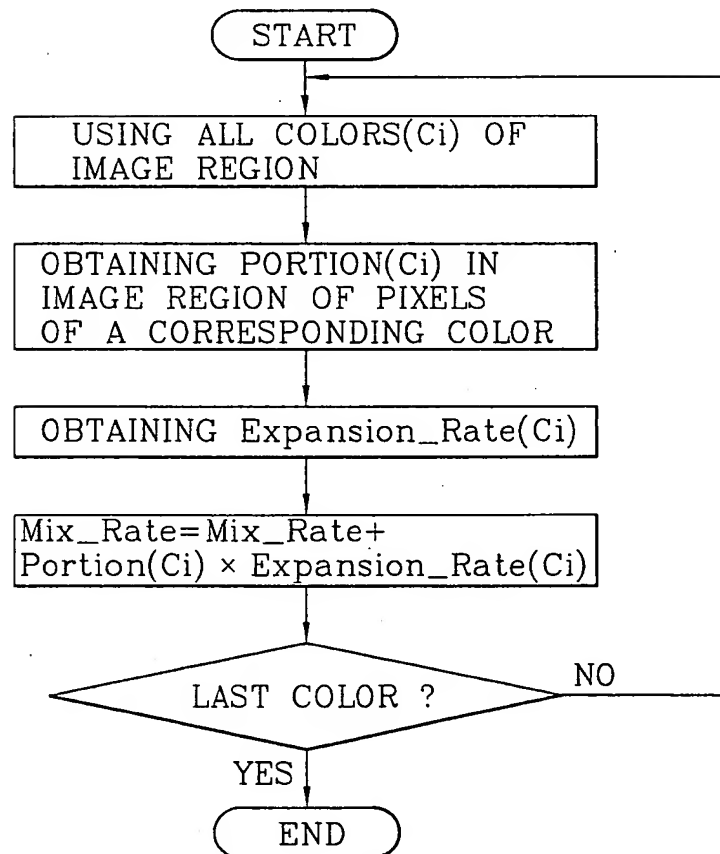 START
USING ALL COLORS(Ci) OF
IMAGE REGION
OBTAINING PORTION(Ci) IN
IMAGE REGION OF PIXELS
OF A CORRESPONDING COLOR
OBTAINING Expansion_Rate(Ci)
Mix_Rate=Mix_Rate+
Portion(Ci) × Expansion_Rate(Ci)
LAST COLOR ?
NO
YES
END